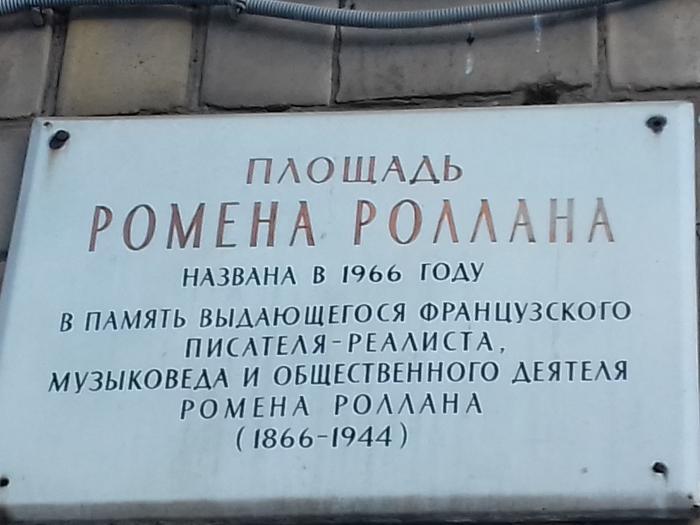 ПЛОЩАДЬ
РОМЕНА РОЛЛАНА
НАЗВАНА В 1966 ГОДУ
В ПАМЯТЬ ВЫДАЮЩЕГОСЯ ФРАНЦУЗСКОГО
ПИСАТЕЛЯ-РЕАЛИСТА,
МУЗЫКОВЕДА И ОБЩЕСТВЕННОГО ДЕЯТЕЛЯ
РОМЕНА РОЛЛАНА
(1866-1944)